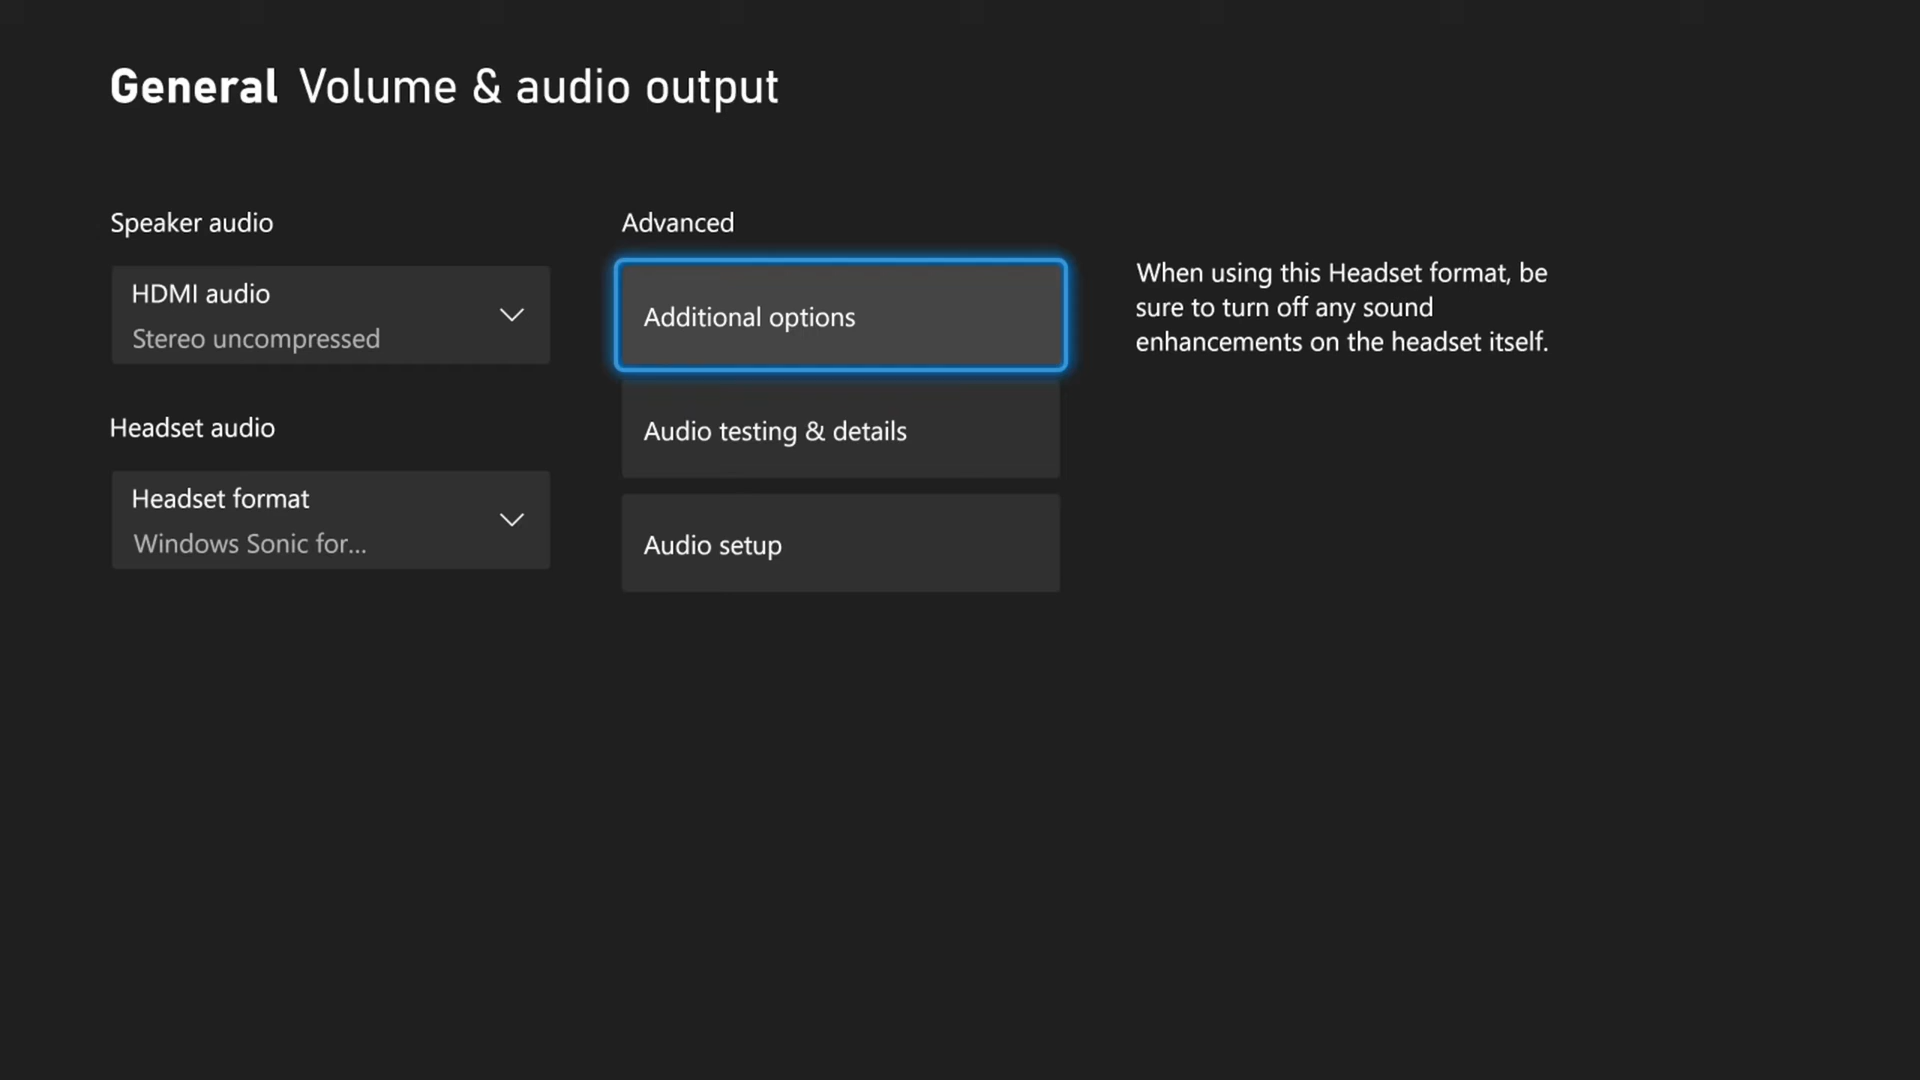 General Volume & audio output
Speaker audio
HDMI audio
Stereo uncompressed
Headset audio
Headset format
Windows Sonic for...
Advanced
Additional options
Audio testing & details
Audio setup
When using this Headset format, be
sure to turn off any sound
enhancements on the headset itself.